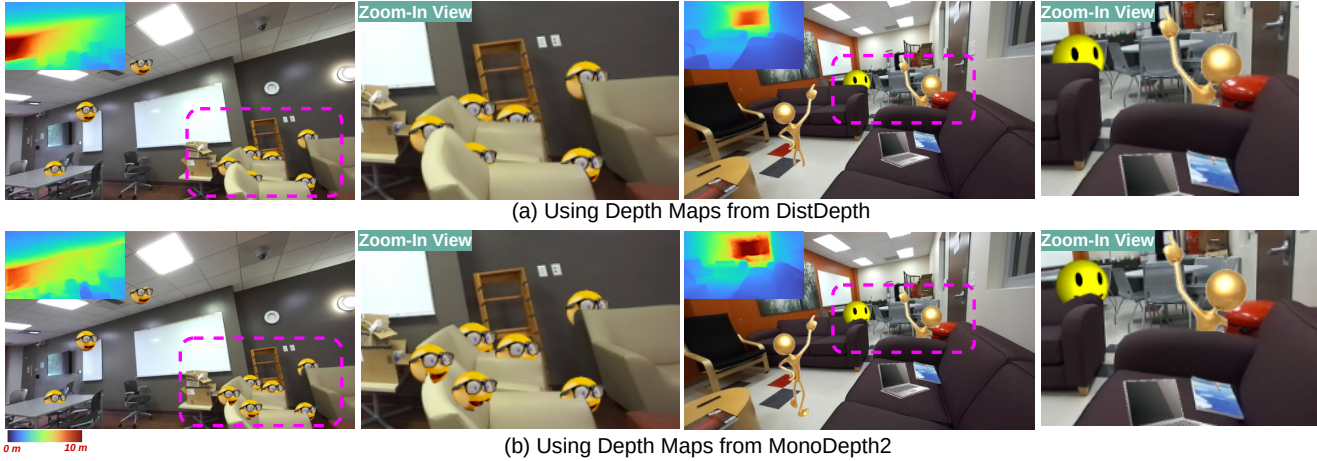 Zoom-In View
Zoom-In View
(a) Using Depth Maps from DistDepth
Zoom-In View
Zoom-In View
0 m 10 m
(b) Using Depth Maps from MonoDepth2